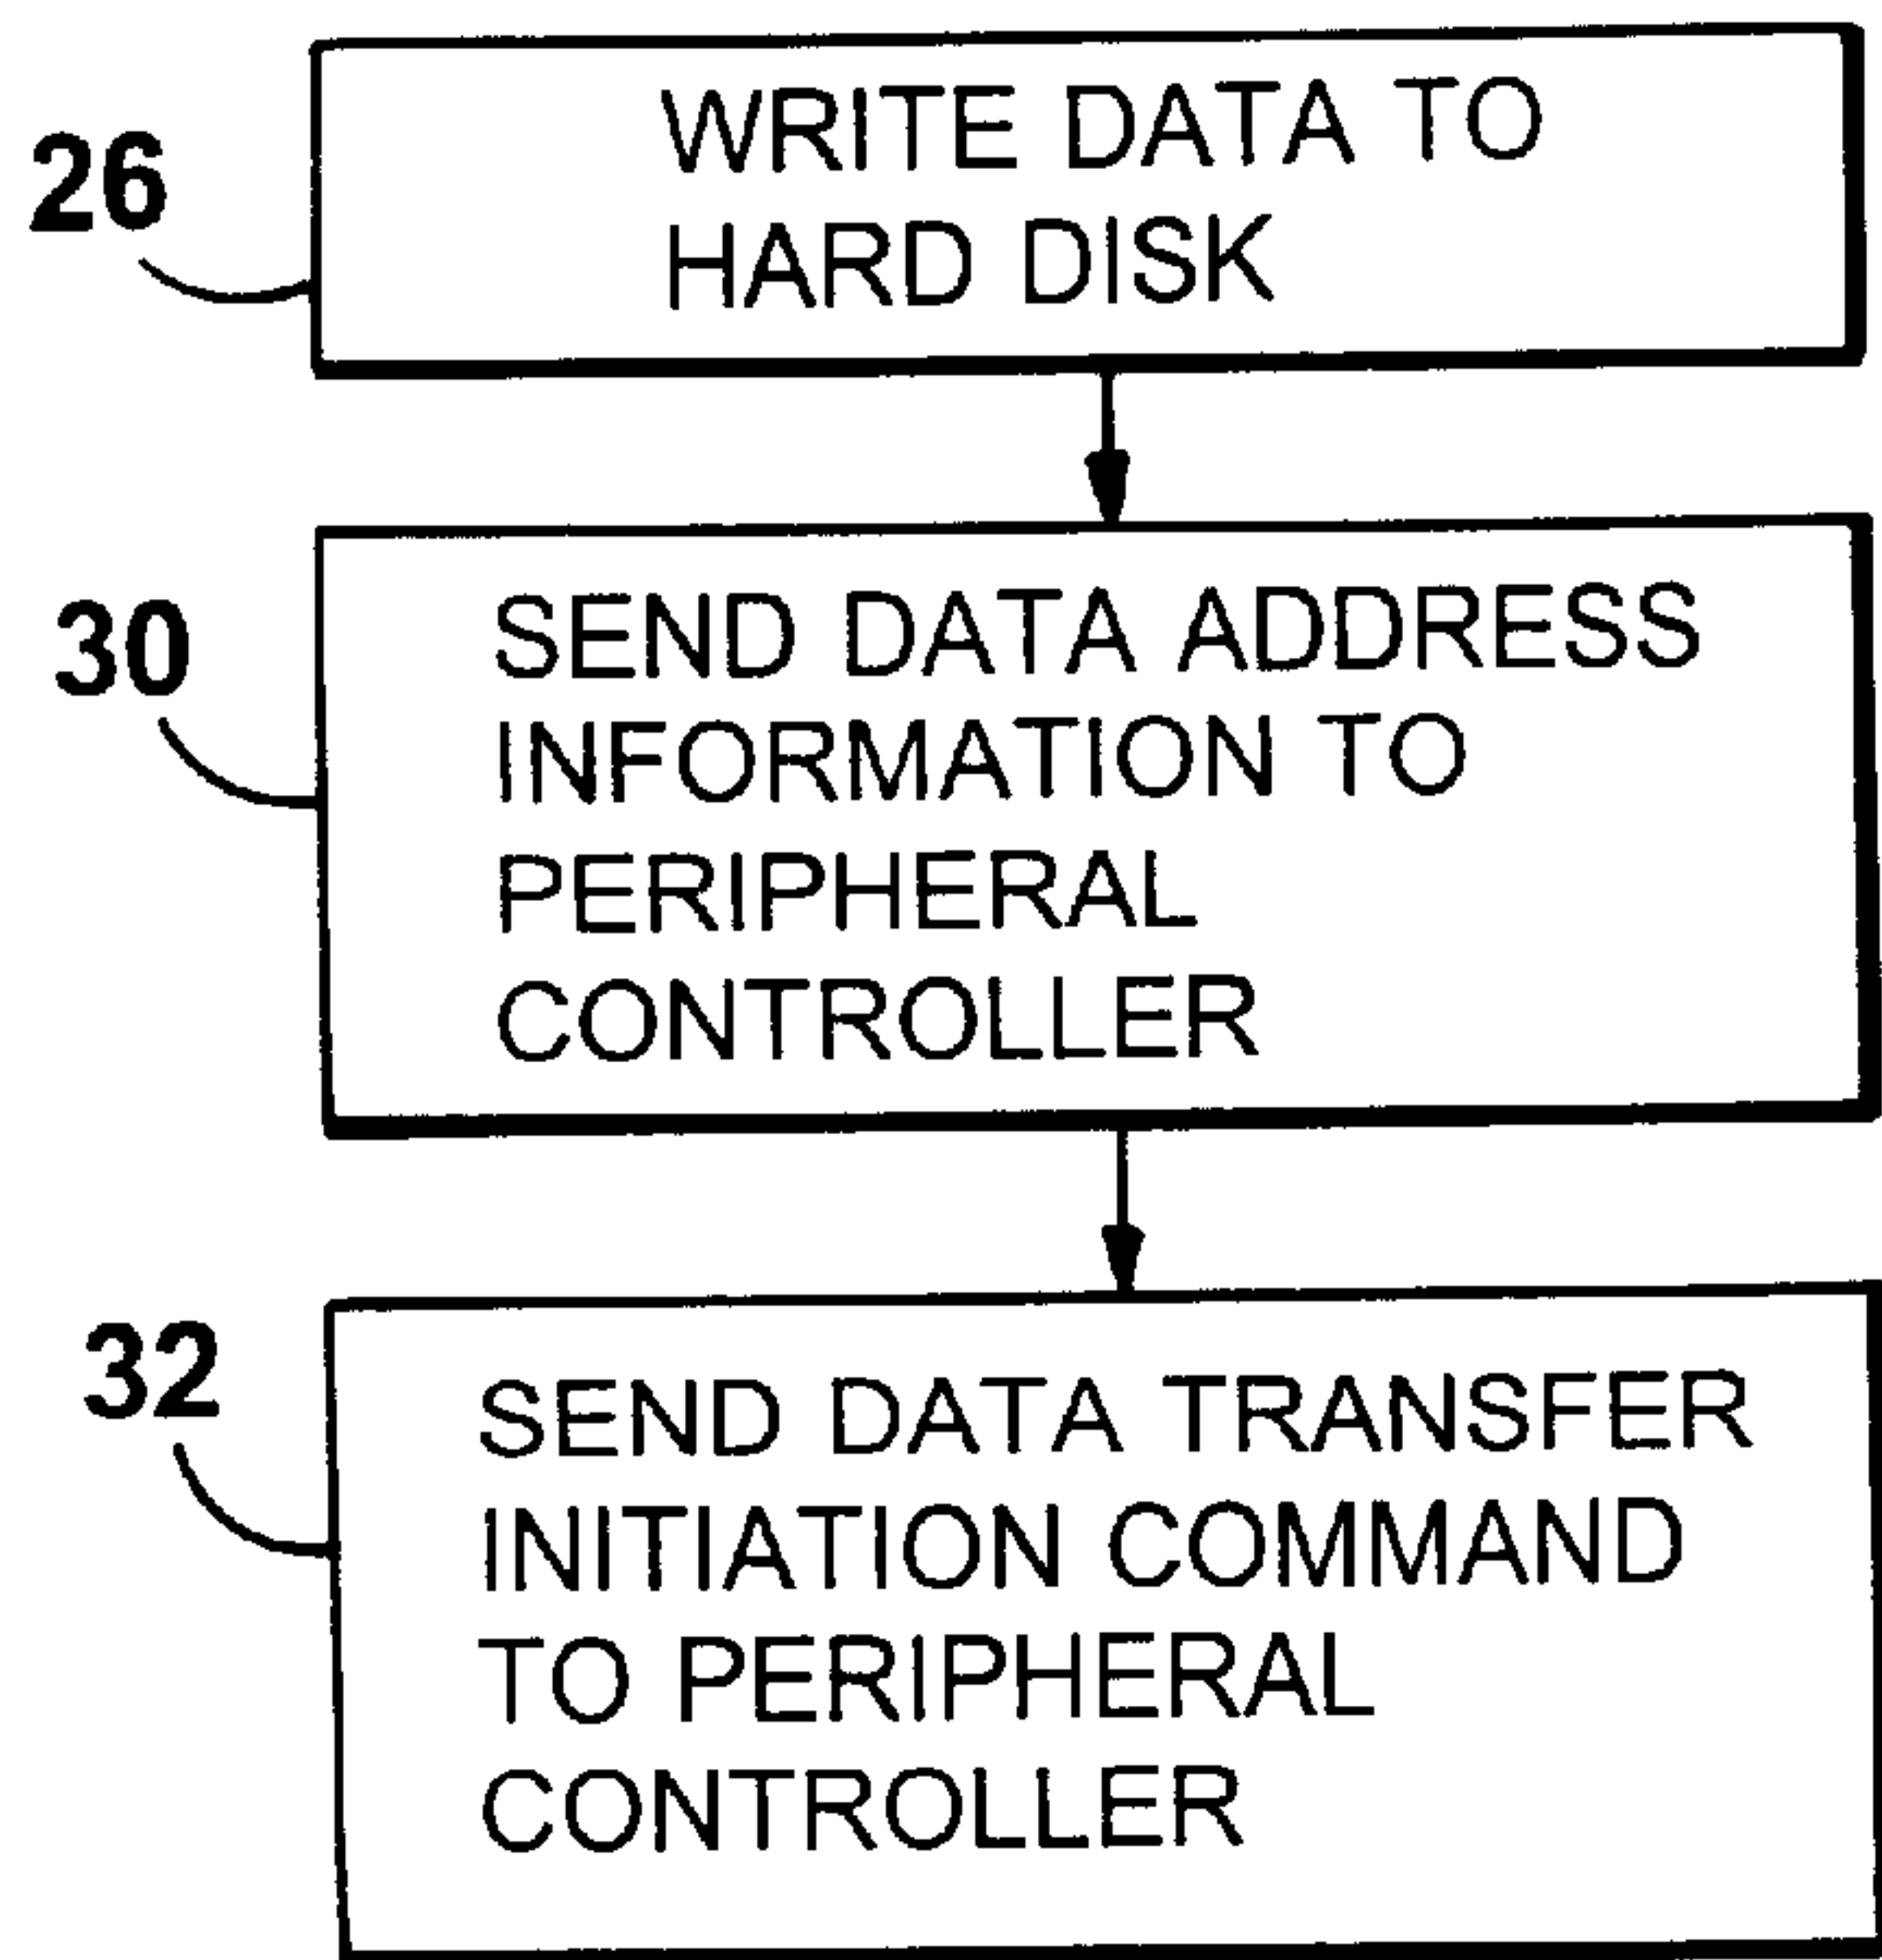 26
WRITE DATA TO
HARD DISK
30
SEND DATA ADDRESS
INFORMATION TO
PERIPHERAL
CONTROLLER
32
SEND DATA TRANSFER
INITIATION COMMAND
TO PERIPHERAL
CONTROLLER